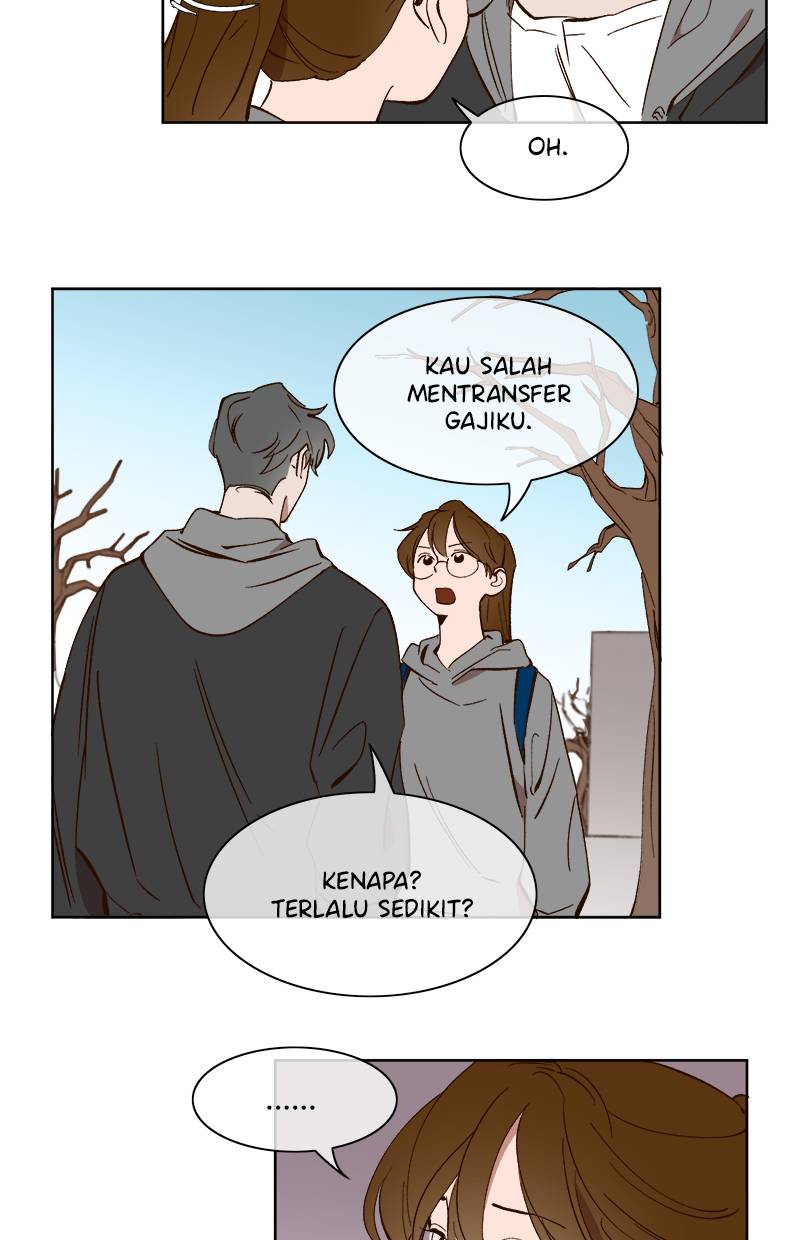 OH.
KAU SALAH
MENTRANSFER
GAJIKU.
KENAPA?
TERLALU SEDIKIT?
......